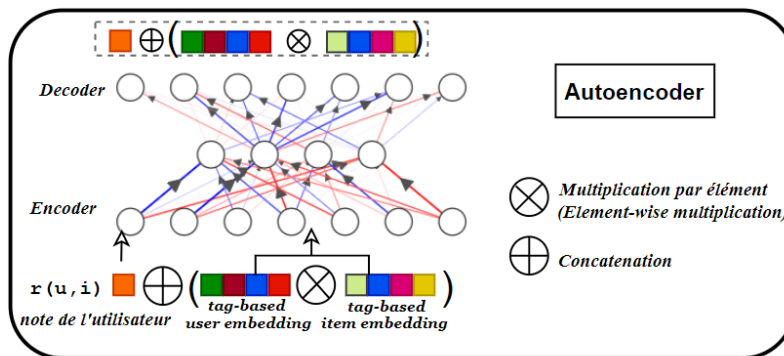 Decoder
Autoencoder
Encoder
Multiplication par élément
(Element-wise multiplication)
Concatenation
r(u,i)
note de l'utilisateur
( )
tag-based
user embedding
tag-based
item embedding